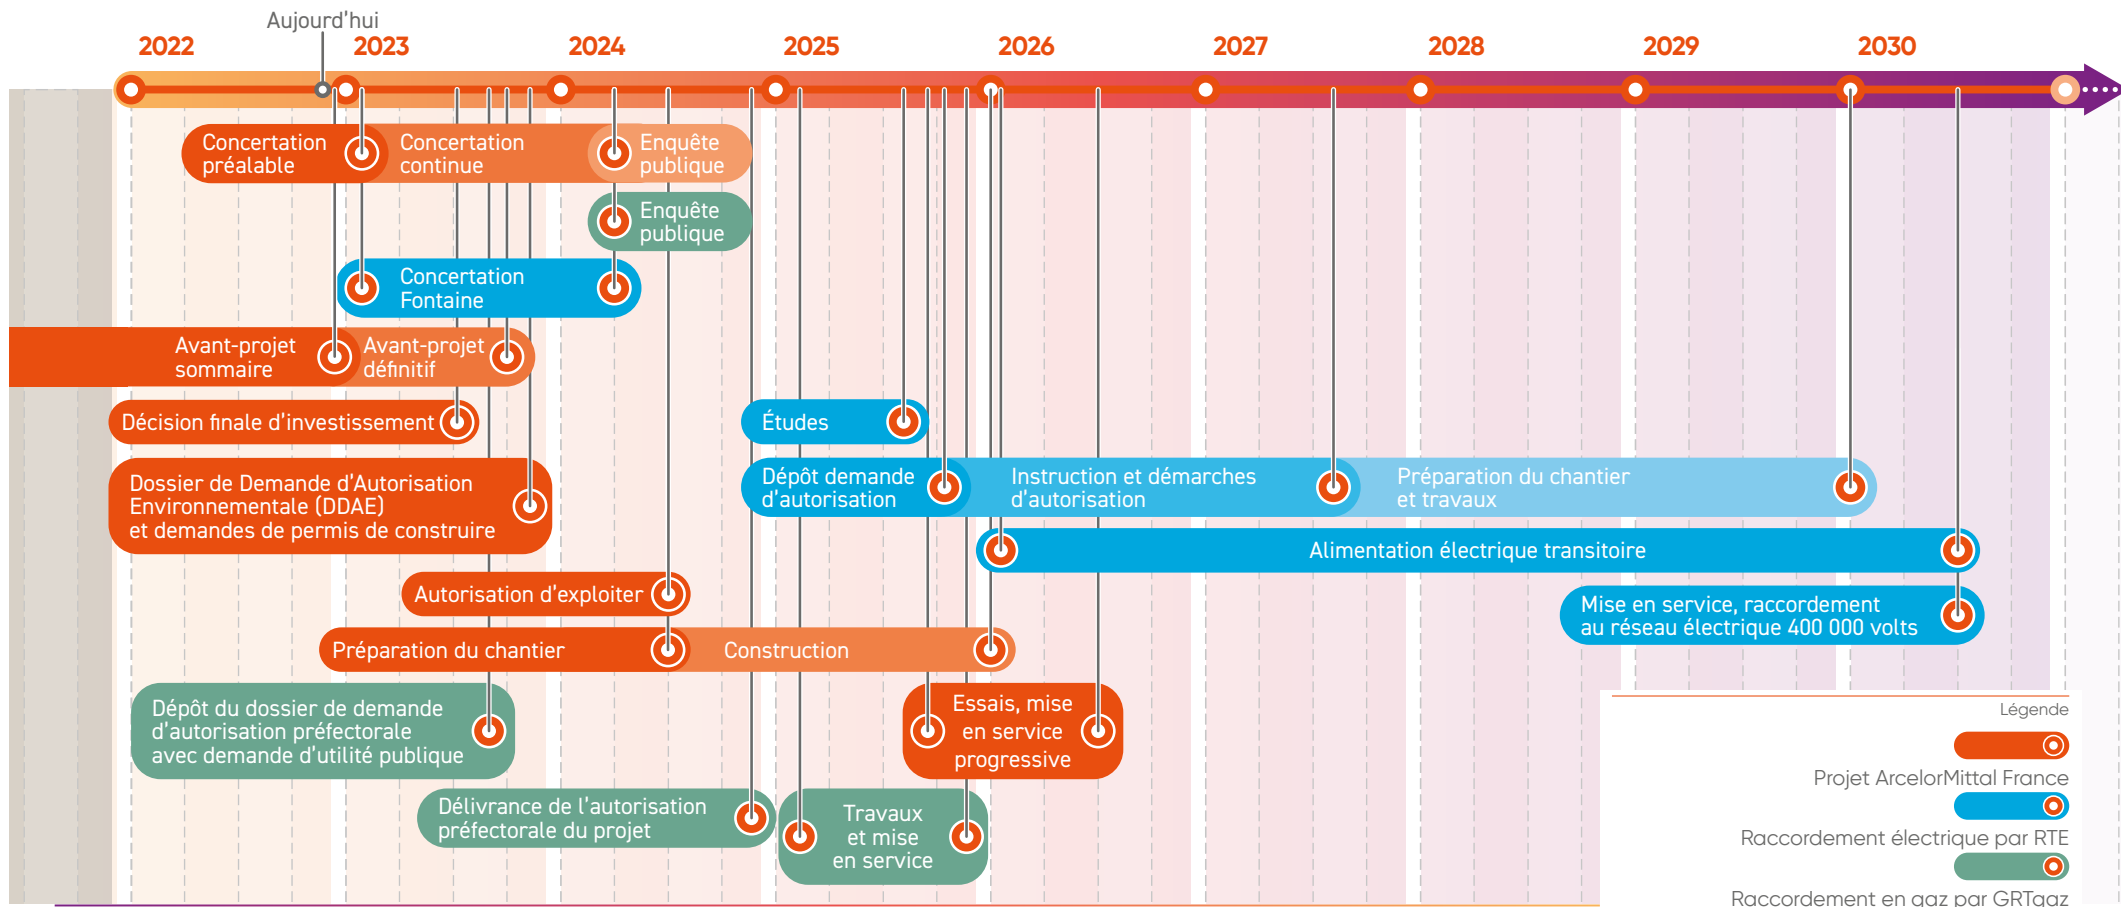 Aujourd'hui
2022
2023
2024
2025
2026
2027
2028
2029
2030
Concertation
préalable
Concertation
continue
Enquête
publique
Enquête
publique
Concertation
Fontaine
Avant-projet
sommaire
Avant-projet
définitif
Décision finale d'investissement
Études
Dossier de Demande d'Autorisation
Environnementale (DDAE)
et demandes de permis de construire
Dépôt demande
d'autorisation
Instruction et démarches
d'autorisation
Préparation du chantier
et travaux
Alimentation électrique transitoire
Autorisation d'exploiter
Mise en service, raccordement
au réseau électrique 400 000 volts
Préparation du chantier
Construction
Dépôt du dossier de demande
d'autorisation préfectorale
avec demande d'utilité publique
Essais, mise
en service
progressive
Délivrance de l'autorisation
préfectorale du projet
Travaux
et mise
en service
Légende
Projet ArcelorMittal France
Raccordement électrique par RTE
Raccordement en gaz par GRTgaz